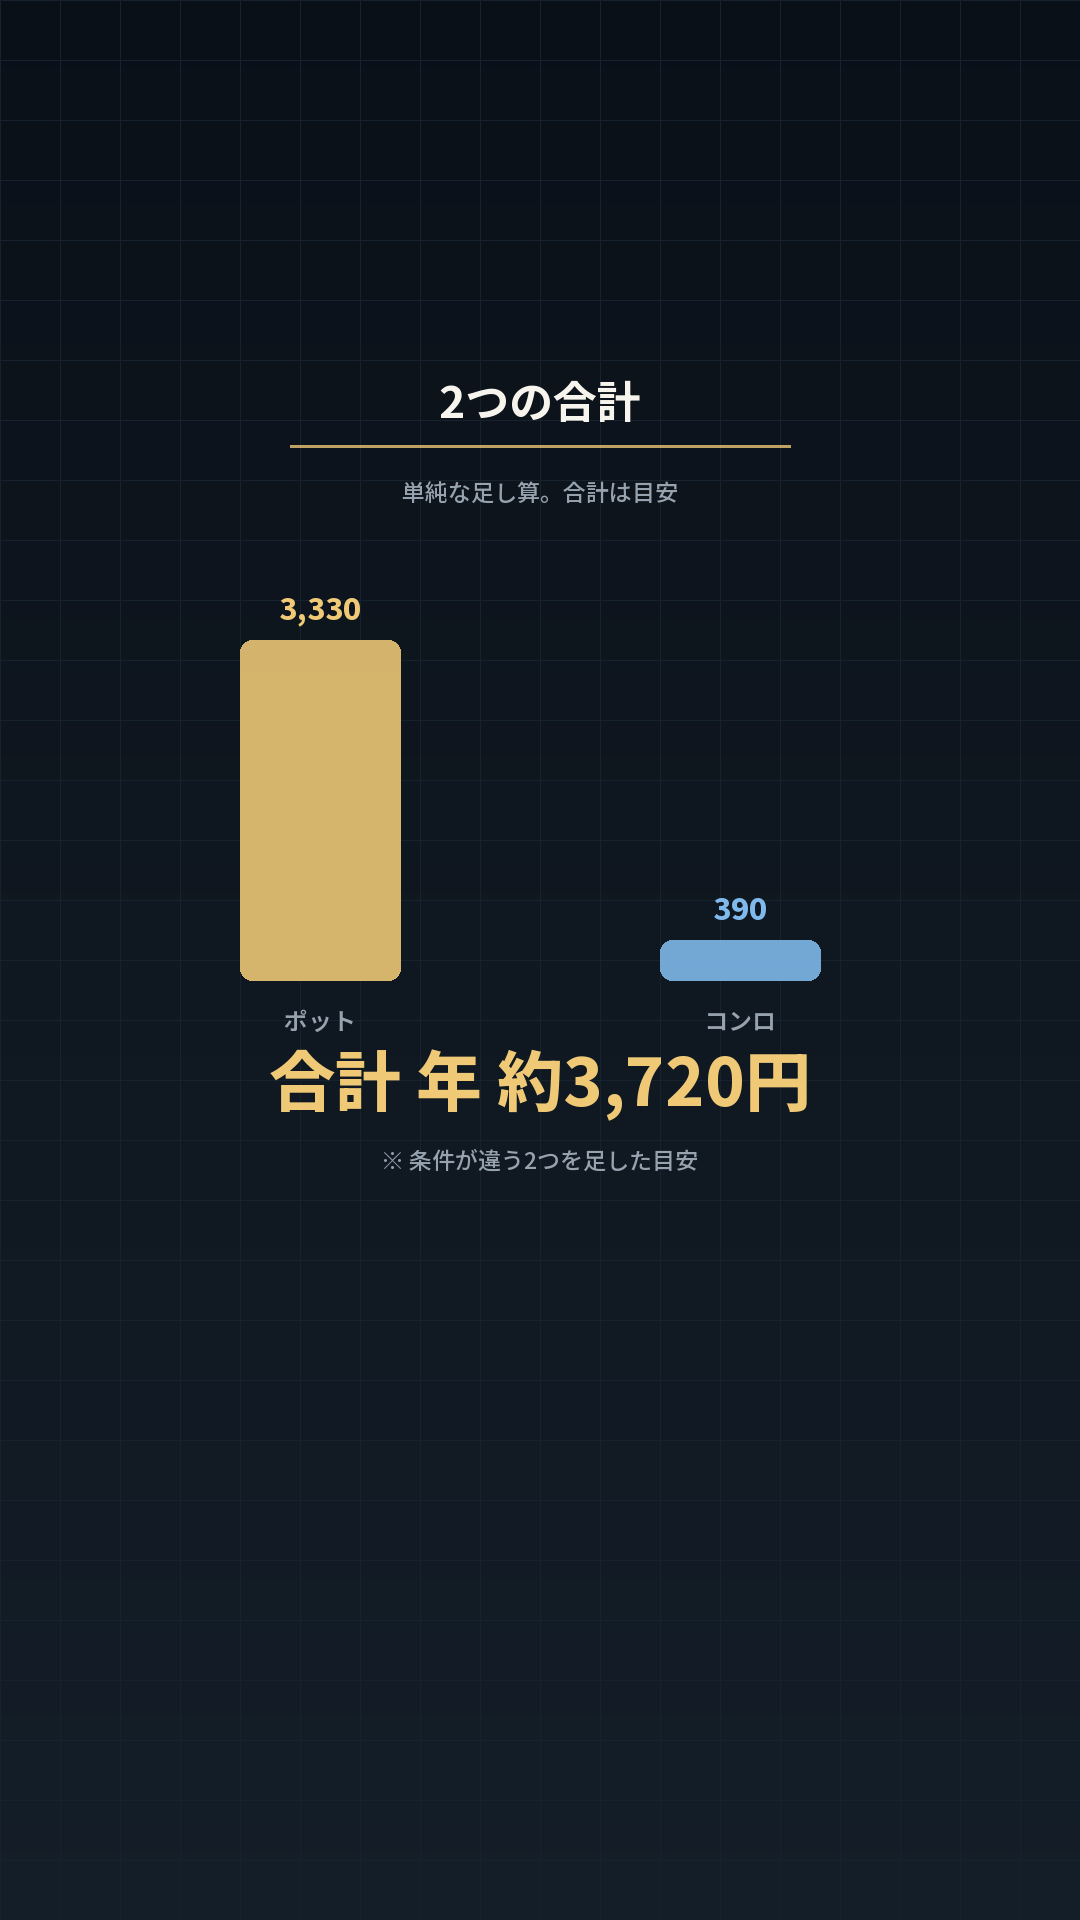 2つの合計
単純な足し算。合計は目安
3,330
390
ポット
コンロ
合計 年 約3,720円
※ 条件が違う2つを足した目安